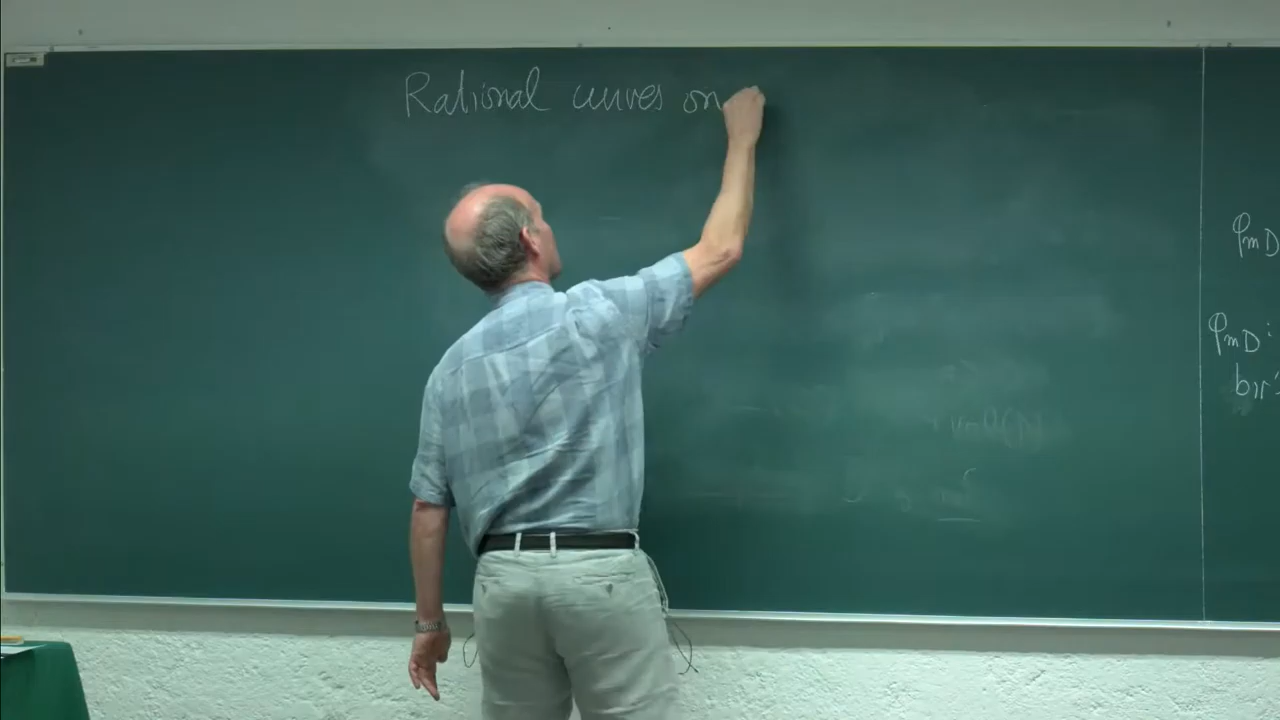 Rational curves on
φmD
φmD:
bir